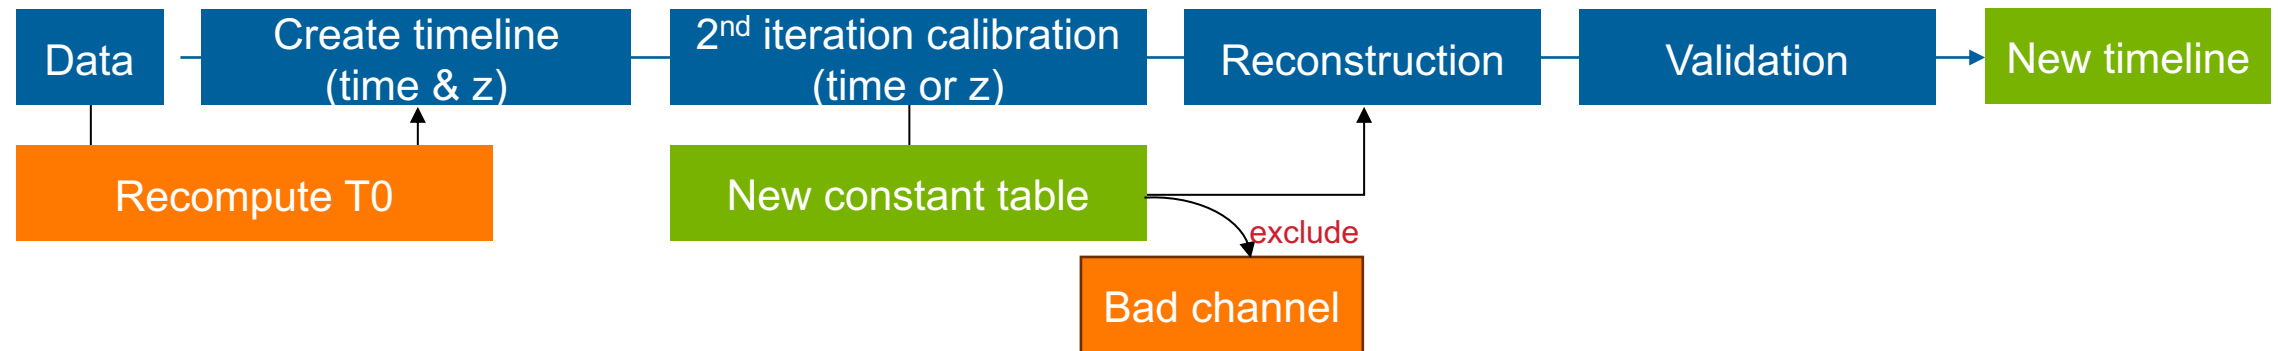 Data
Create timeline
(time & z)
2nd iteration calibration
(time or z)
Reconstruction
Validation
New timeline
Recompute T0
New constant table
exclude
Bad channel